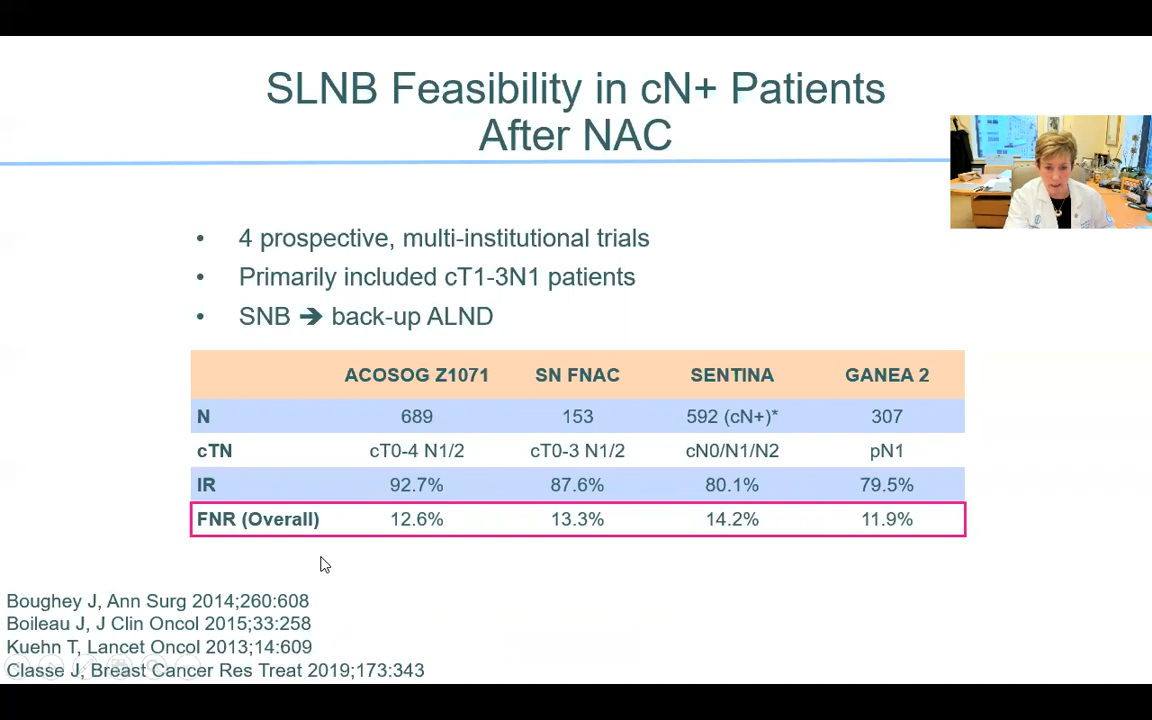 SLNB Feasibility in cN+ Patients
After NAC
• 4 prospective, multi-institutional trials
• Primarily included cT1-3N1 patients
• SNB ➔ back-up ALND
ACOSOG Z1071 SN FNAC SENTINA GANEA 2
N 689 153 592 (cN+)* 307
cTN cT0-4 N1/2 cT0-3 N1/2 cN0/N1/N2 pN1
IR 92.7% 87.6% 80.1% 79.5%
FNR (Overall) 12.6% 13.3% 14.2% 11.9%
Boughey J, Ann Surg 2014;260:608
Boileau J, J Clin Oncol 2015;33:258
Kuehn T, Lancet Oncol 2013;14:609
Classe J, Breast Cancer Res Treat 2019;173:343